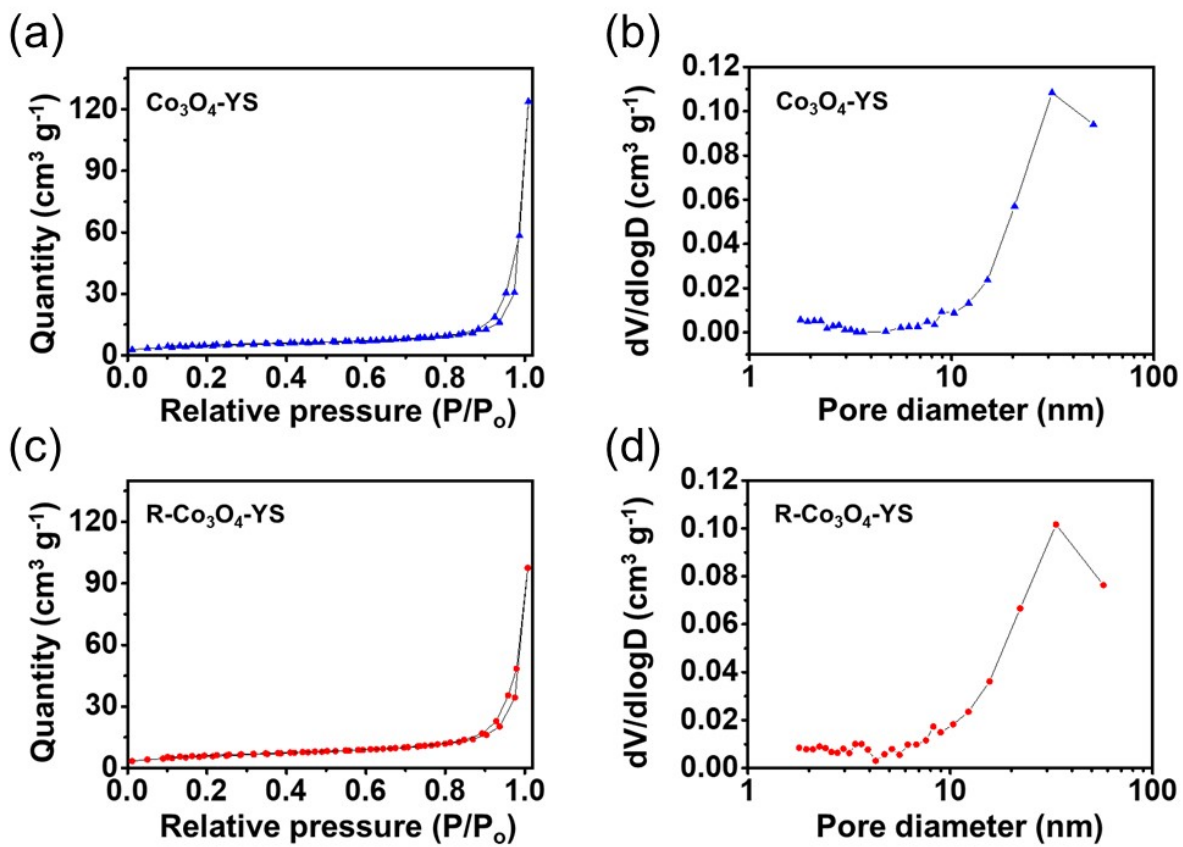 (a)
Co₃O₄-YS
Quantity (cm³ g⁻¹)
120
90
60
30
0
0.0 0.2 0.4 0.6 0.8 1.0
Relative pressure (P/Pₒ)
(b)
Co₃O₄-YS
dV/dlogD (cm³ g⁻¹)
0.12
0.10
0.08
0.06
0.04
0.02
0.00
1 10 100
Pore diameter (nm)
(c)
R-Co₃O₄-YS
Quantity (cm³ g⁻¹)
120
90
60
30
0
0.0 0.2 0.4 0.6 0.8 1.0
Relative pressure (P/Pₒ)
(d)
R-Co₃O₄-YS
dV/dlogD (cm³ g⁻¹)
0.12
0.10
0.08
0.06
0.04
0.02
0.00
1 10 100
Pore diameter (nm)